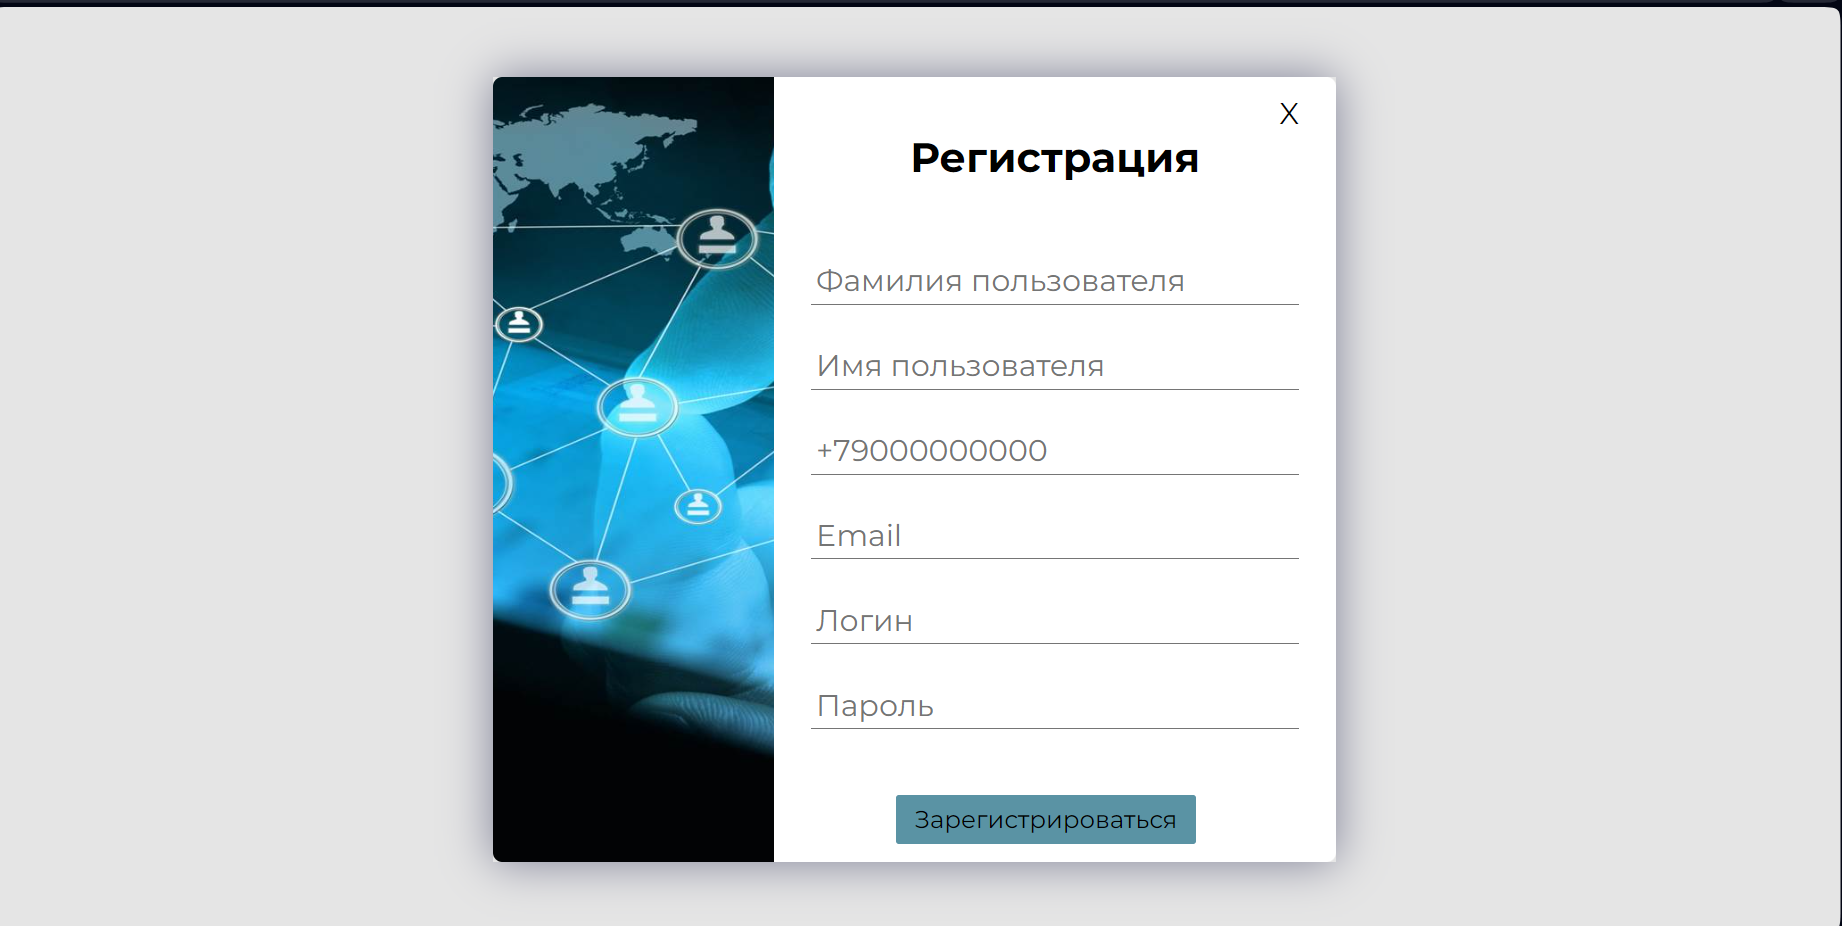 X
Регистрация
Фамилия пользователя
Имя пользователя
+79000000000
Email
Логин
Пароль
Зарегистрироваться